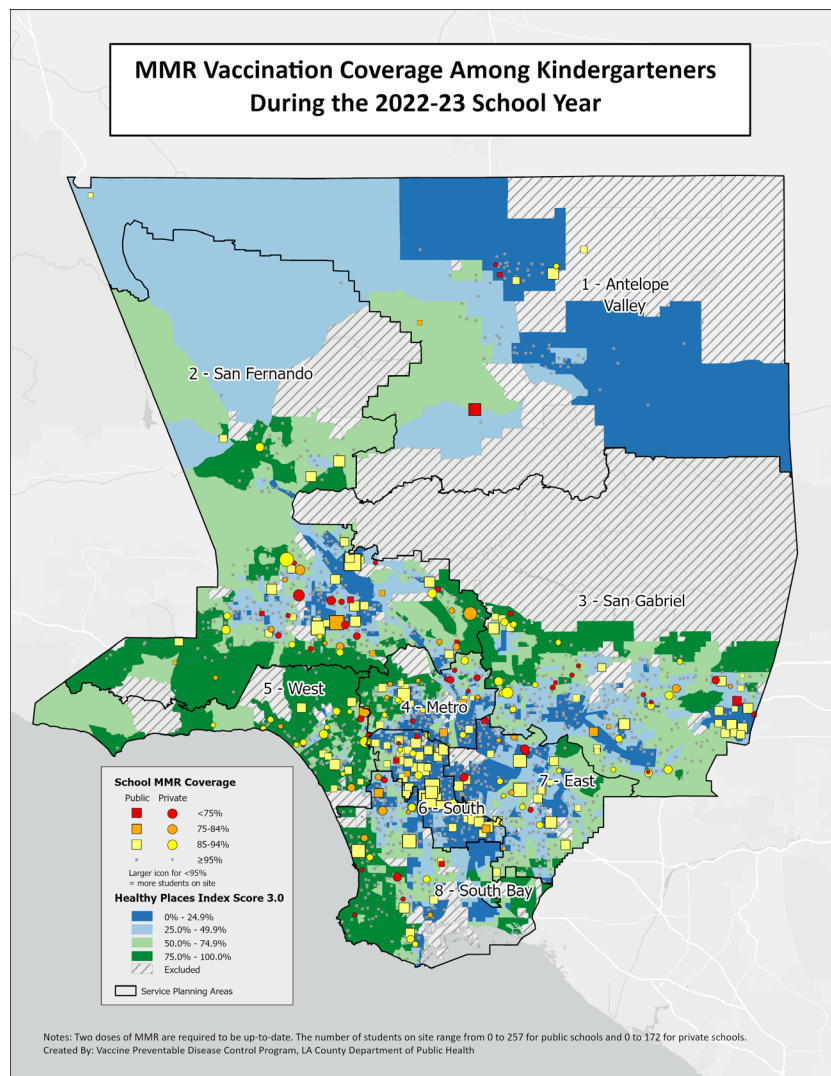 MMR Vaccination Coverage Among Kindergarteners
During the 2022-23 School Year
1 - Antelope
Valley
2 - San Fernando
3 - San Gabriel
5 - West
4 - Metro
7 - East
6 - South
8 - South Bay
School MMR Coverage
Public Private
<75%
75-84%
85-94%
≥95%
Larger icon for <95%
= more students on site
Healthy Places Index Score 3.0
0% - 24.9%
25.0% - 49.9%
50.0% - 74.9%
75.0% - 100.0%
Excluded
Service Planning Areas
Notes: Two doses of MMR are required to be up-to-date. The number of students on site range from 0 to 257 for public schools and 0 to 172 for private schools.
Created By: Vaccine Preventable Disease Control Program, LA County Department of Public Health